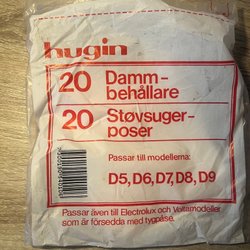 hugin
20 Damm-
behållare
20 Støvsuger-
poser
Passar till modellerna:
D5, D6, D7, D8, D9
Passar även till Electrolux och Voltamodeller
som är försedda med tygpåse.